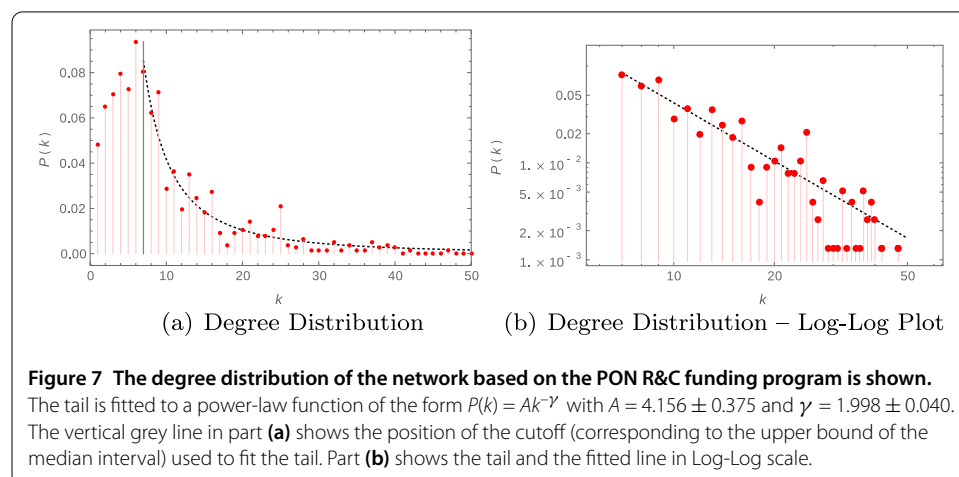 0.08
0.06
0.04
0.02
0.00
P(k)
0 10 20 30 40 50
k
(a) Degree Distribution
0.05
0.02
1. × 10⁻²
5. × 10⁻³
2. × 10⁻³
1. × 10⁻³
P(k)
10 20 50
k
(b) Degree Distribution – Log-Log Plot
Figure 7 The degree distribution of the network based on the PON R&C funding program is shown.
The tail is fitted to a power-law function of the form P(k) = Ak⁻ᵞ with A = 4.156 ± 0.375 and γ = 1.998 ± 0.040.
The vertical grey line in part (a) shows the position of the cutoff (corresponding to the upper bound of the
median interval) used to fit the tail. Part (b) shows the tail and the fitted line in Log-Log scale.